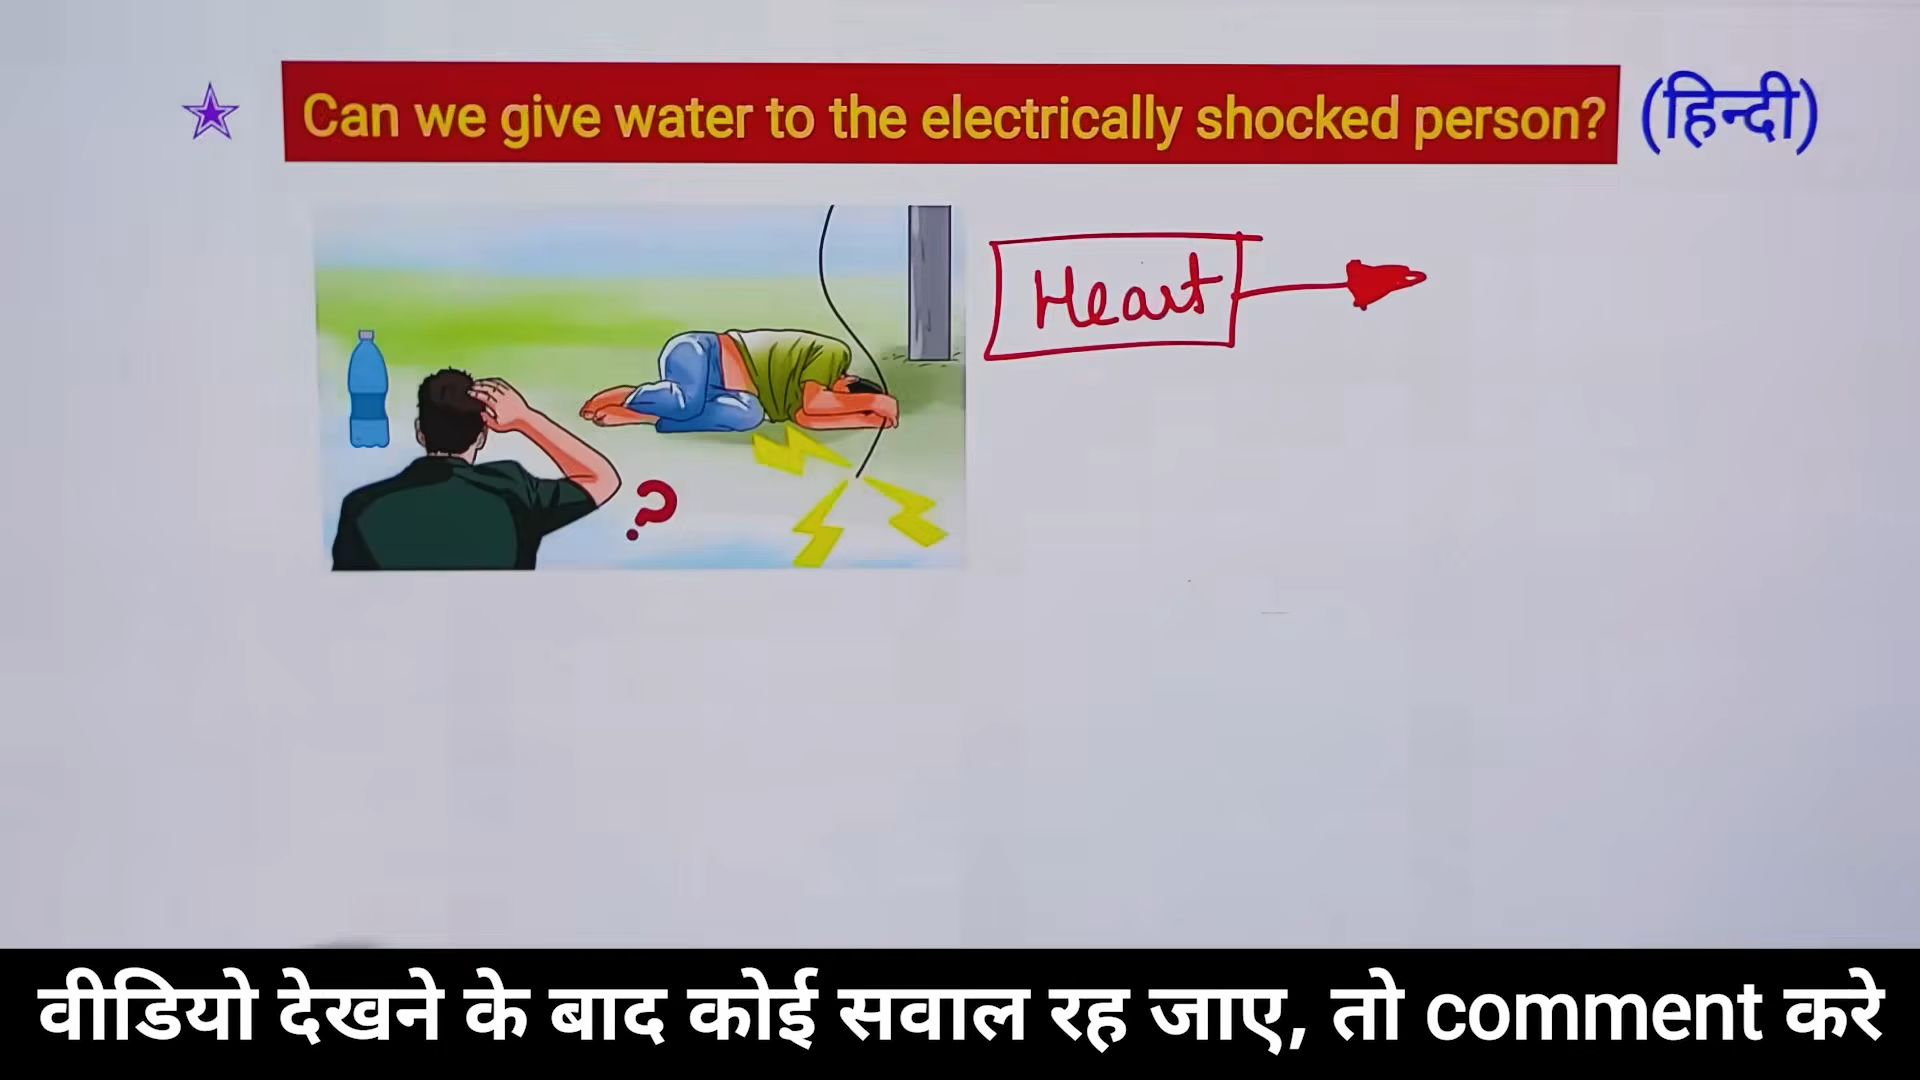 Can we give water to the electrically shocked person? (हिन्दी)
Heart
?
वीडियो देखने के बाद कोई सवाल रह जाए, तो comment करे